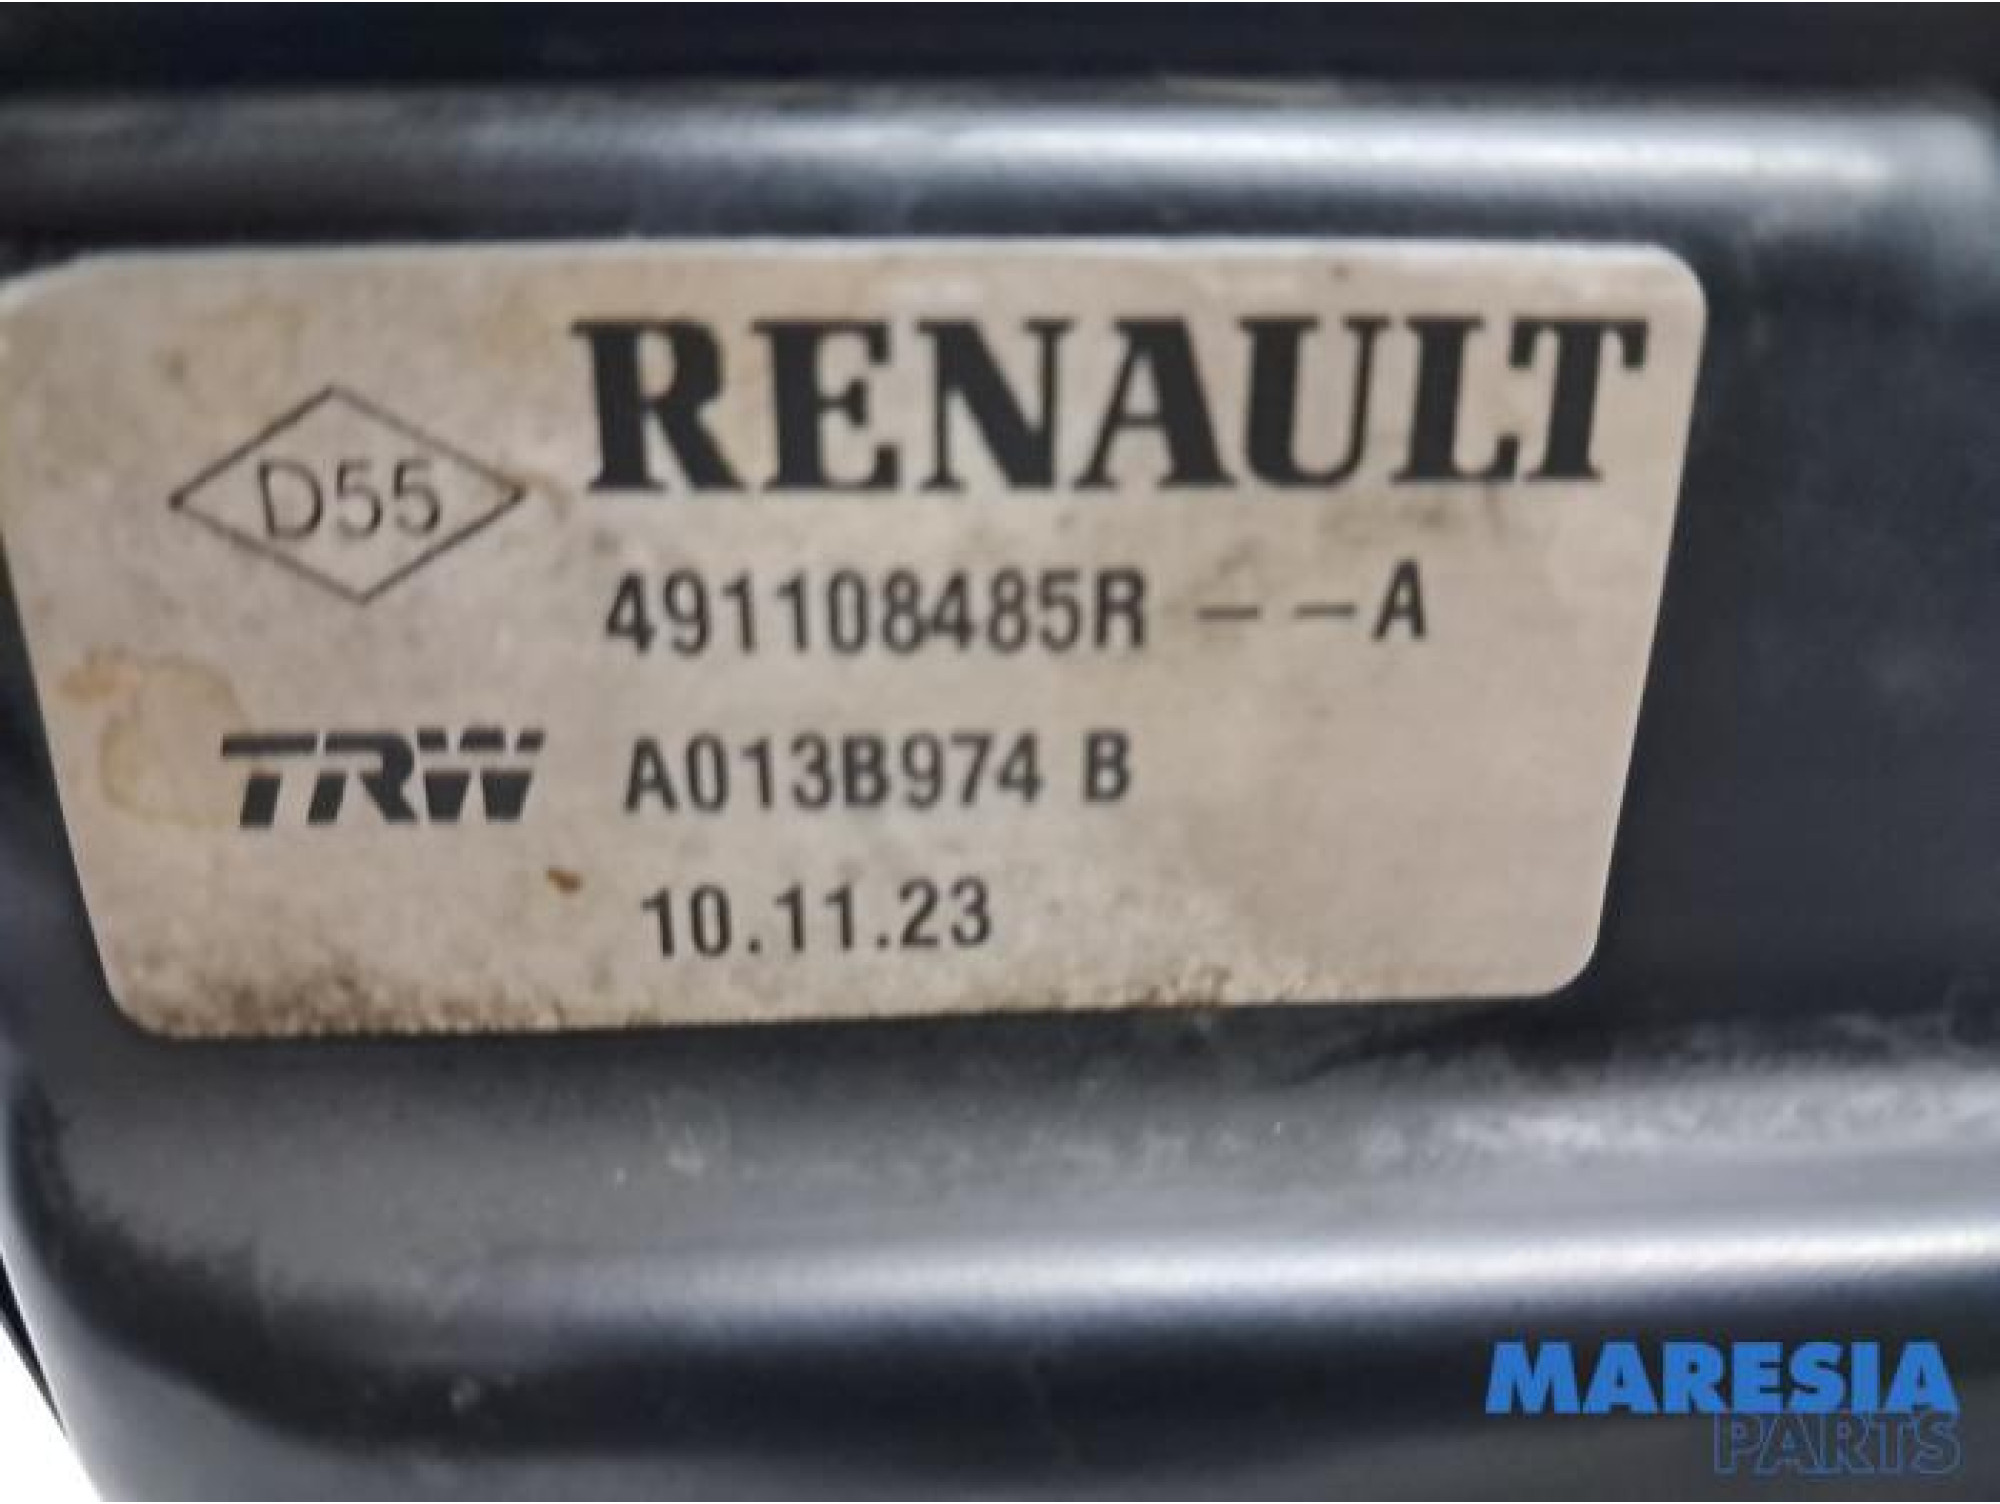 RENAULT
D55
491108485R--A
TRW A013B974 B
10.11.23
MARESIA
PARTS